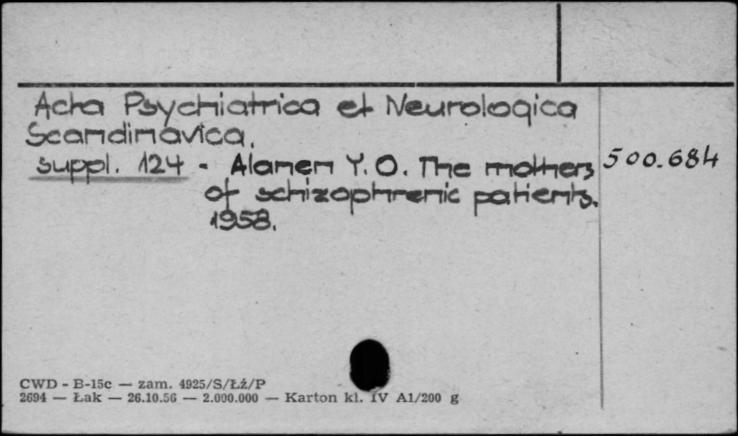 Acta Psychiatrica et Neurologica
Scandinavica.
suppl. 124 - Alanen Y. O. The mothers 500.684
of schizophrenic patients.
1958.
CWD - B-15c — zam. 4925/S/Łż/P
2694 — Łak — 26.10.56 — 2.000.000 — Karton kl. IV A1/200 g